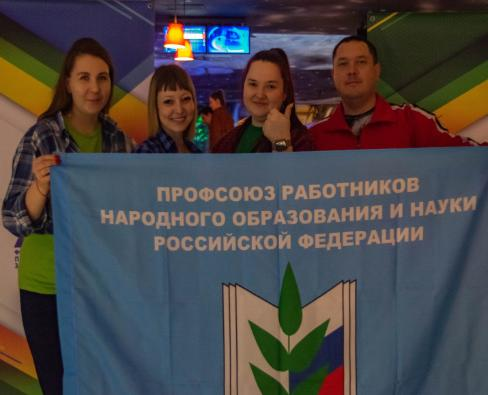 ПРОФСОЮЗ РАБОТНИКОВ
НАРОДНОГО ОБРАЗОВАНИЯ И НАУКИ
РОССИЙСКОЙ ФЕДЕРАЦИИ